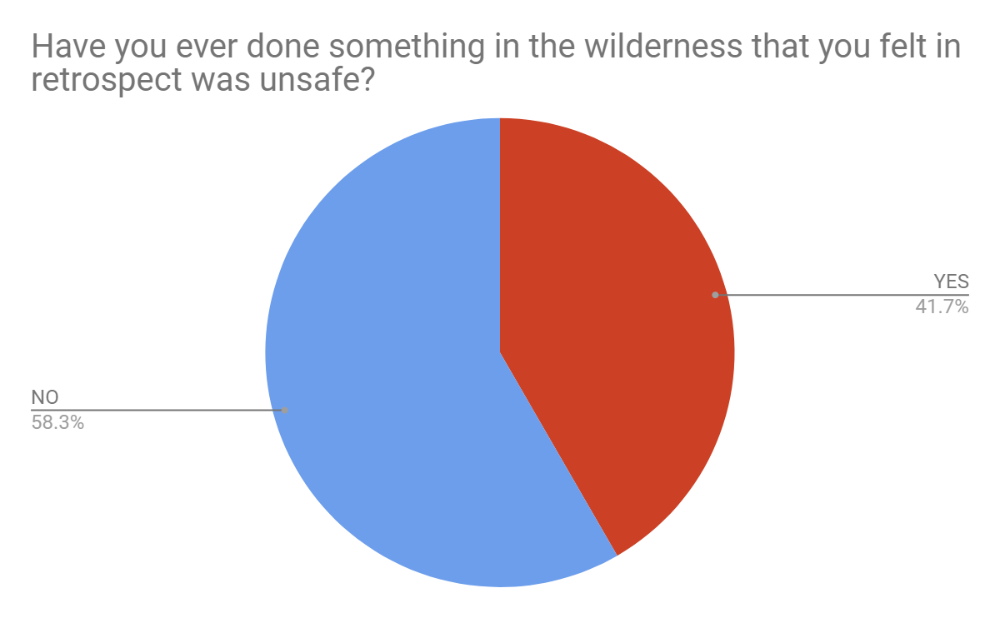 Have you ever done something in the wilderness that you felt in
retrospect was unsafe?
YES
41.7%
NO
58.3%